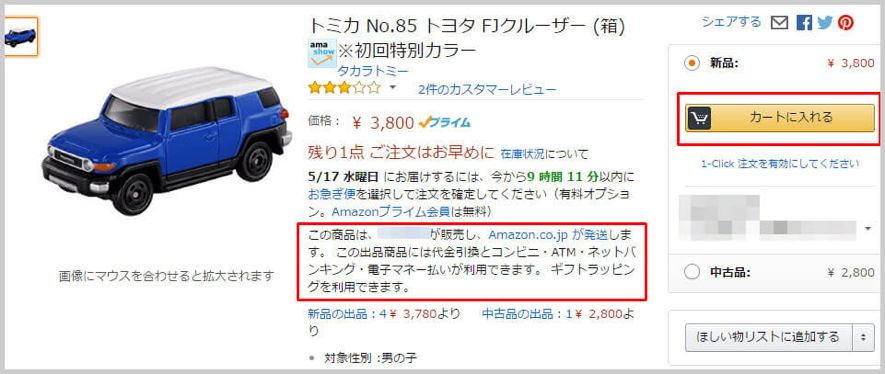 トミカ No.85 トヨタ FJクルーザー (箱)
ama
show
※初回特別カラー
タカラトミー
2件のカスタマーレビュー
価格： ￥ 3,800 プライム
残り1点 ご注文はお早めに 在庫状況について
5/17 水曜日 にお届けするには、今から9 時間 11 分以内に
お急ぎ便を選択して注文を確定してください（有料オプショ
ン。Amazonプライム会員は無料）
この商品は、 が販売し、Amazon.co.jp が発送しま
す。 この出品商品には代金引換とコンビニ・ATM・ネットバ
ンキング・電子マネー払いが利用できます。 ギフトラッピン
グを利用できます。
新品の出品：4￥ 3,780より 中古品の出品：1￥ 2,800よ
り
• 対象性別 :男の子
画像にマウスを合わせると拡大されます
シェアする
新品: ￥ 3,800
カートに入れる
1-Click 注文を有効にしてください
中古品: ￥ 2,800
ほしい物リストに追加する